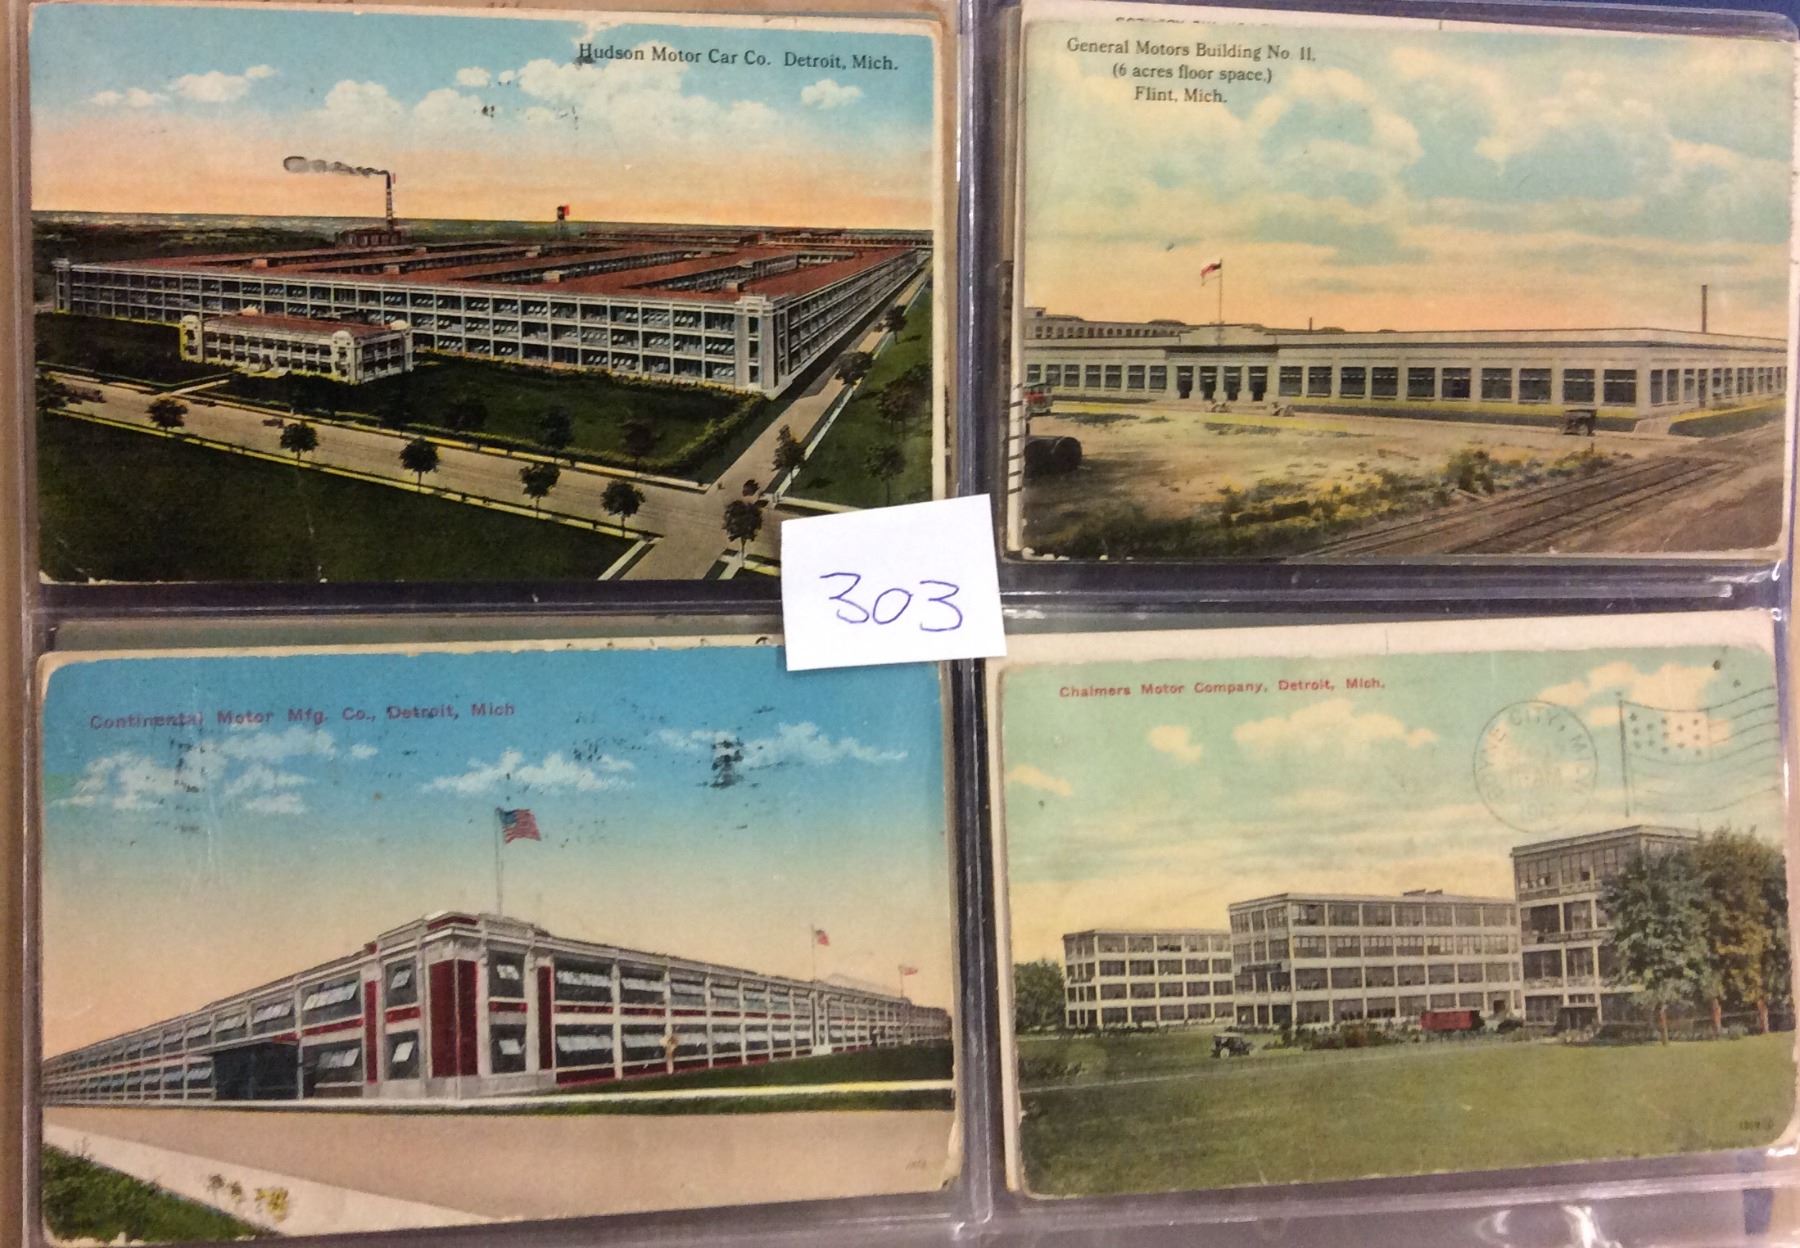 Hudson Motor Car Co. Detroit, Mich.
General Motors Building No. 11.
(6 acres floor space.)
Flint, Mich.
303
Continental Motor Mfg. Co., Detroit, Mich
Chalmers Motor Company, Detroit, Mich.
CITY,